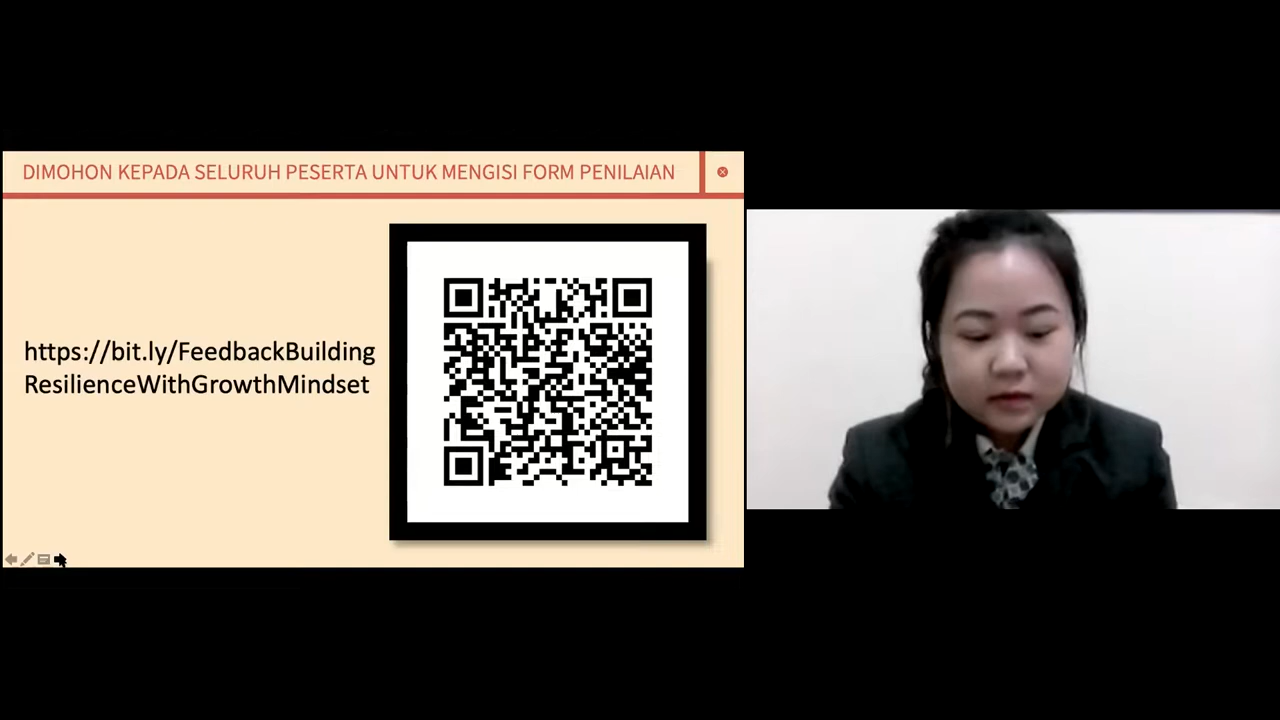 DIMOHON KEPADA SELURUH PESERTA UNTUK MENGISI FORM PENILAIAN
https://bit.ly/FeedbackBuilding
ResilienceWithGrowthMindset